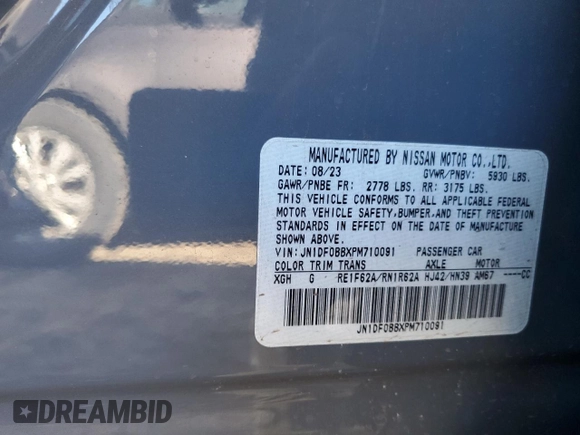 MANUFACTURED BY NISSAN MOTOR CO.,LTD.
DATE: 08/23 GVWR/PNBV: 5930 LBS.
GAWR/PNBE FR: 2778 LBS. RR: 3175 LBS.
THIS VEHICLE CONFORMS TO ALL APPLICABLE FEDERAL
MOTOR VEHICLE SAFETY,BUMPER,AND THEFT PREVENTION
STANDARDS IN EFFECT ON THE DATE OF MANUFACTURE
SHOWN ABOVE.
VIN: JN1DF0BBXPM710091 PASSENGER CAR
COLOR TRIM TRANS AXLE MOTOR
XGH G RE1F62A/RN1R62A HJ42/HN39 AM67 -----CC
JN1DF0BBXPM710091
DREAMBID